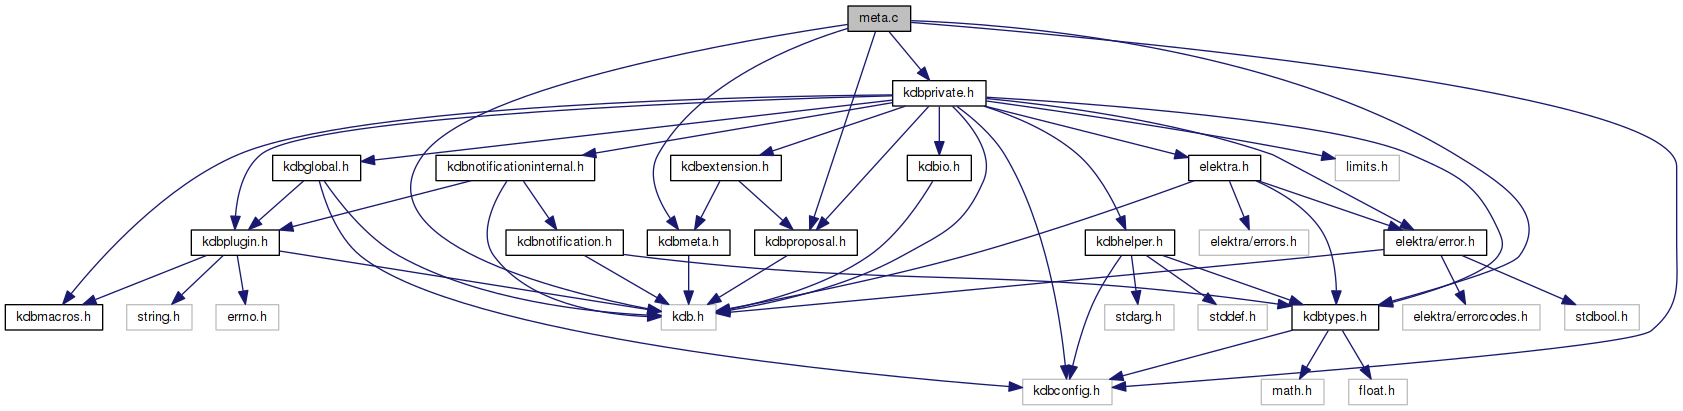 meta.c
kdbprivate.h
kdbglobal.h
kdbnotificationinternal.h
kdbextension.h
kdbio.h
elektra.h
limits.h
kdbplugin.h
kdbnotification.h
kdbmeta.h
kdbproposal.h
kdbhelper.h
elektra/errors.h
elektra/error.h
kdbmacros.h
string.h
errno.h
kdb.h
stdarg.h
stddef.h
kdbtypes.h
elektra/errorcodes.h
stdbool.h
kdbconfig.h
math.h
float.h